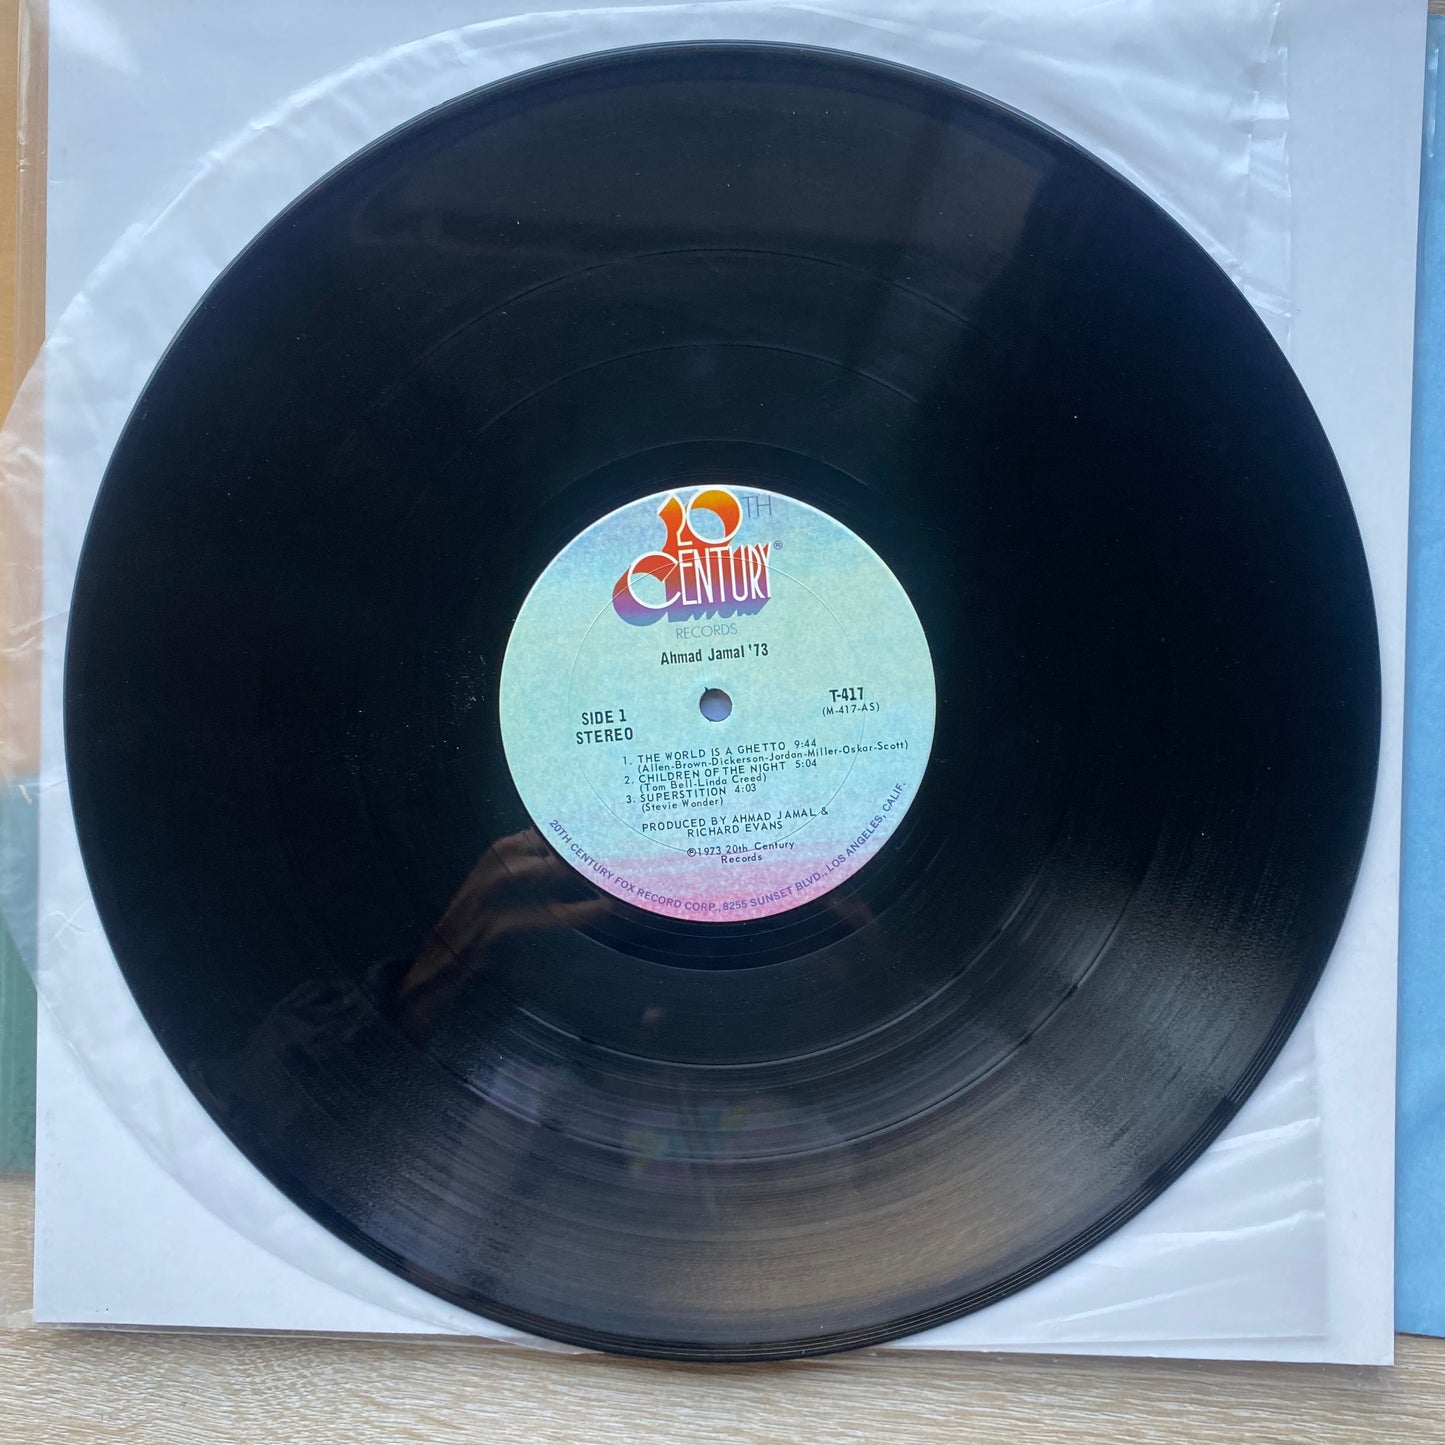 20TH
CENTURY®
RECORDS
Ahmad Jamal '73
T-417
(M-417-AS)
SIDE 1
STEREO
1. THE WORLD IS A GHETTO 9:44
(Allen-Brown-Dickerson-Jordan-Miller-Oskar-Scott)
2. CHILDREN OF THE NIGHT 5:04
(Tom Bell-Linda Creed)
3. SUPERSTITION 4:03
(Stevie Wonder)
PRODUCED BY AHMAD JAMAL &
RICHARD EVANS
℗1973 20th Century
Records
20TH CENTURY FOX RECORD CORP., 8255 SUNSET BLVD., LOS ANGELES, CALIF.